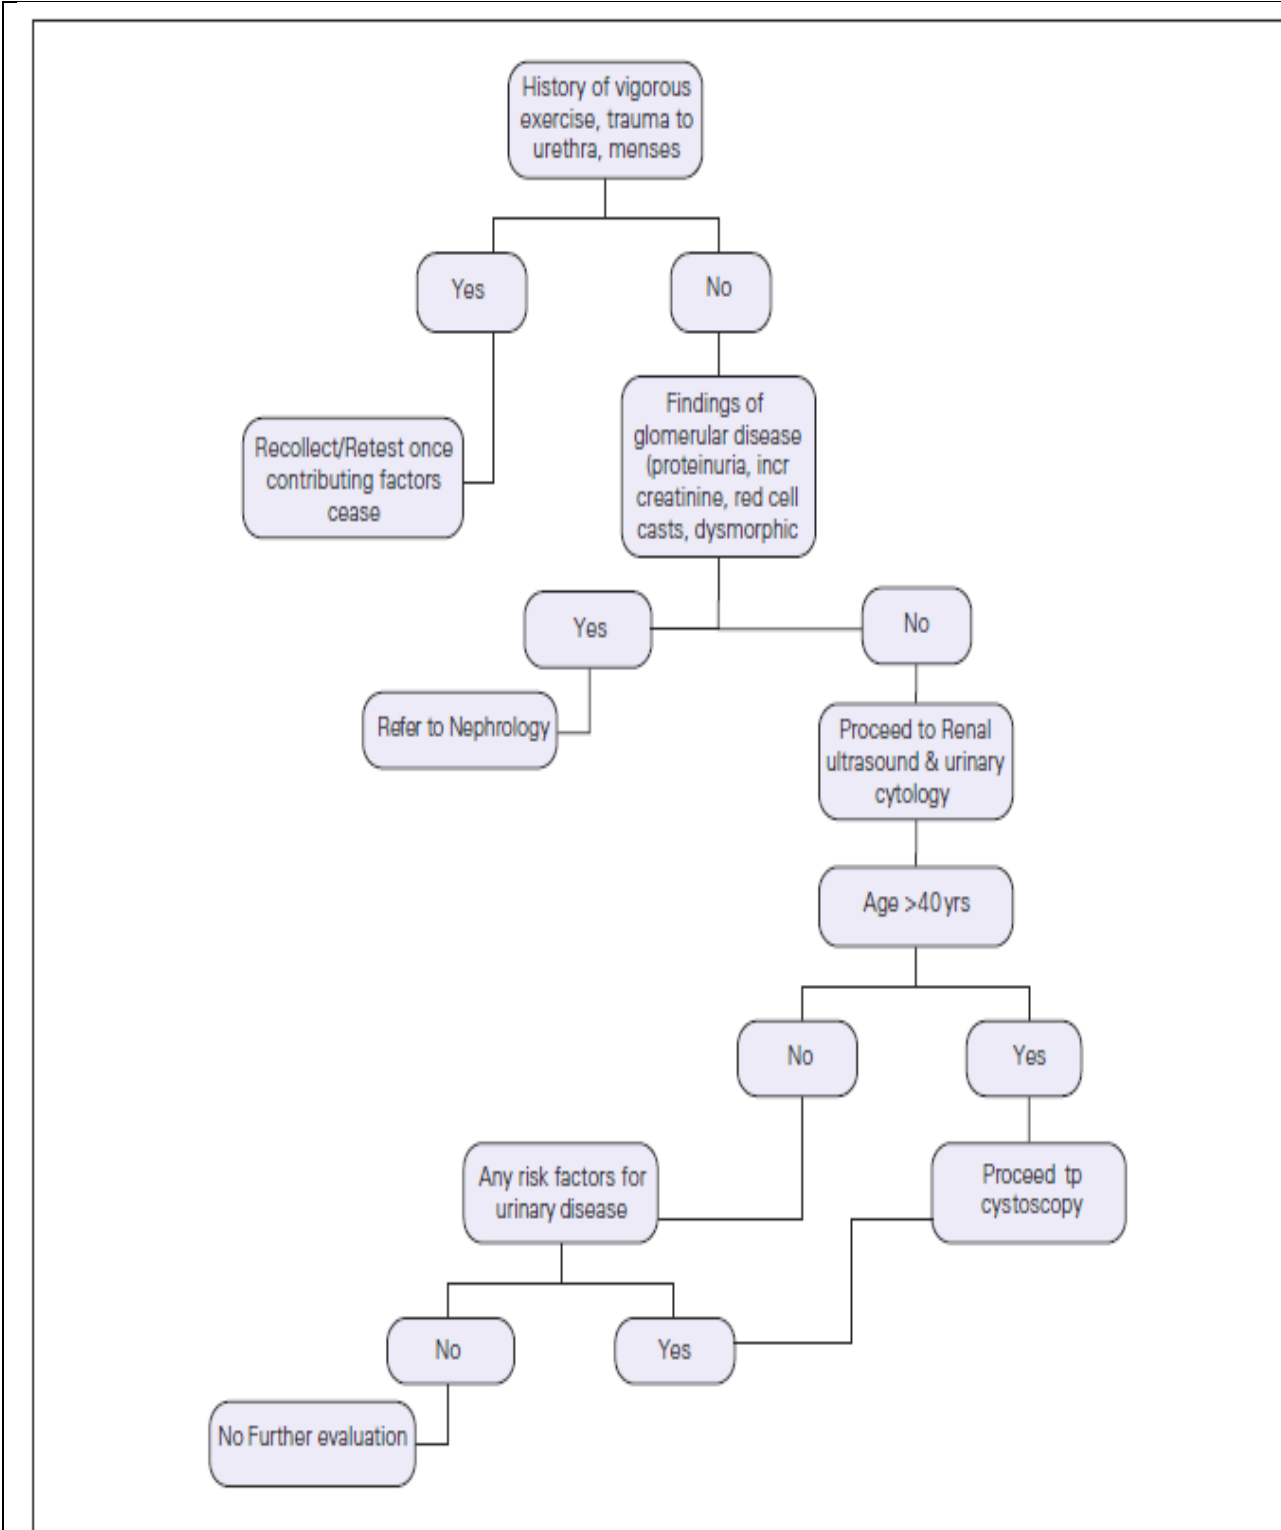 History of vigorous
exercise, trauma to
urethra, menses
Yes
No
Recollect/Retest once
contributing factors
cease
Findings of
glomerular disease
(proteinuria, incr
creatinine, red cell
casts, dysmorphic
Yes
No
Refer to Nephrology
Proceed to Renal
ultrasound & urinary
cytology
Age >40 yrs
No
Yes
Any risk factors for
urinary disease
Proceed tp
cystoscopy
No
Yes
No Further evaluation